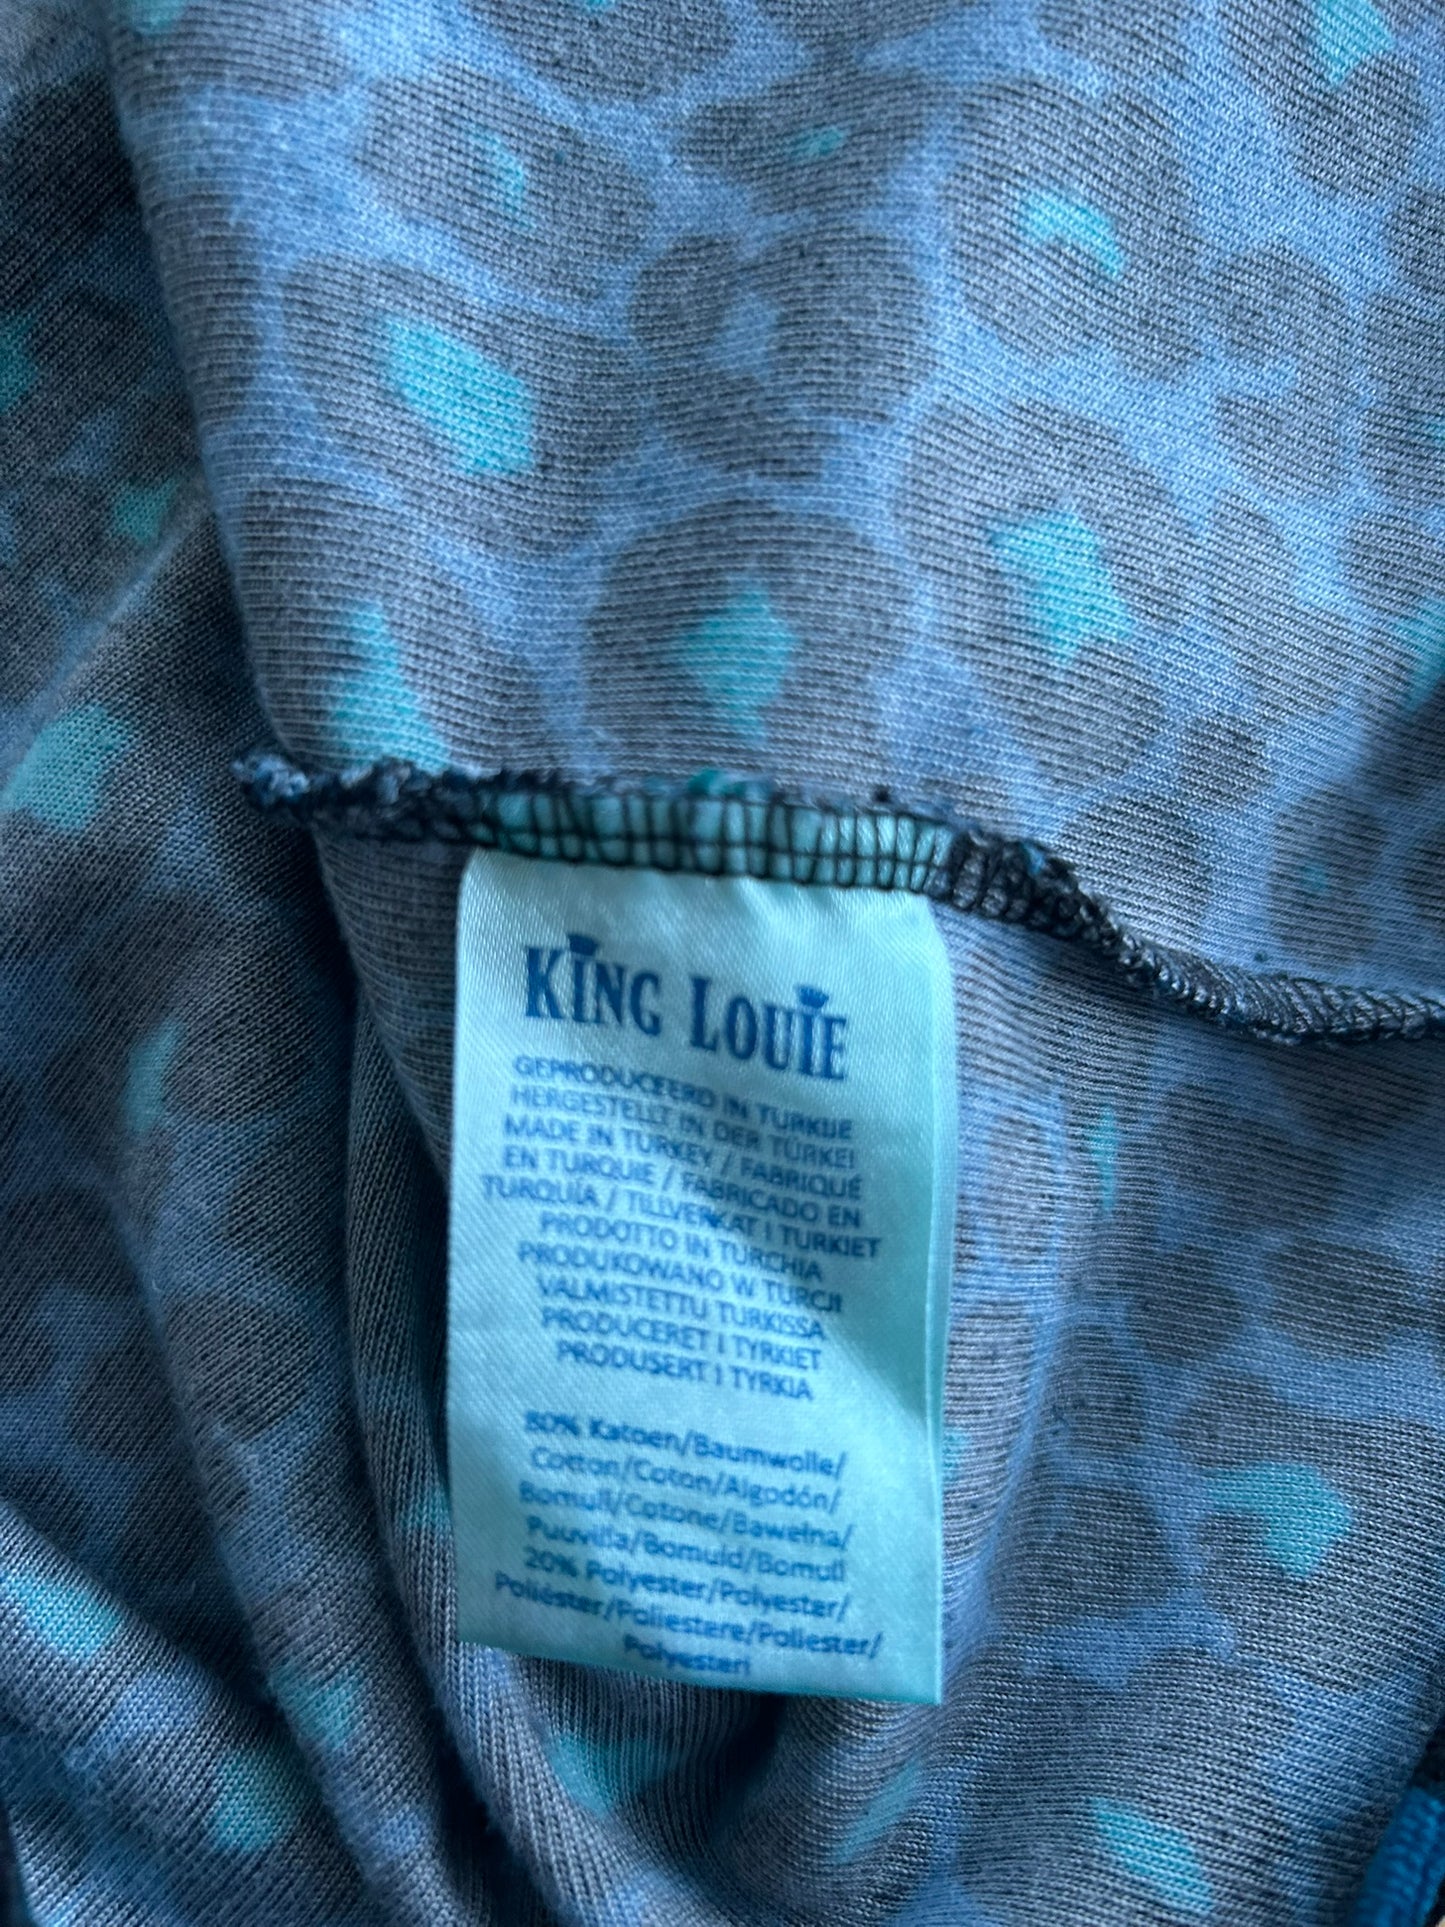 KING LOUIE
GEPRODUCEERD IN TURKIJE
HERGESTELLT IN DER TÜRKEI
MADE IN TURKEY / FABRIQUÉ
EN TURQUIE / FABRICADO EN
TURQUÍA / TILLVERKAT I TURKIET
PRODOTTO IN TURCHIA
PRODUKOWANO W TURCJI
VALMISTETTU TURKISSA
PRODUCERET I TYRKIET
PRODUSERT I TYRKIA
80% Katoen/Baumwolle/
Cotton/Coton/Algodón/
Bomull/Cotone/Bawełna/
Puuvilla/Bomuld/Bomull
20% Polyester/Polyester/
Poliéster/Poliestere/Poliester/
Polyesteri